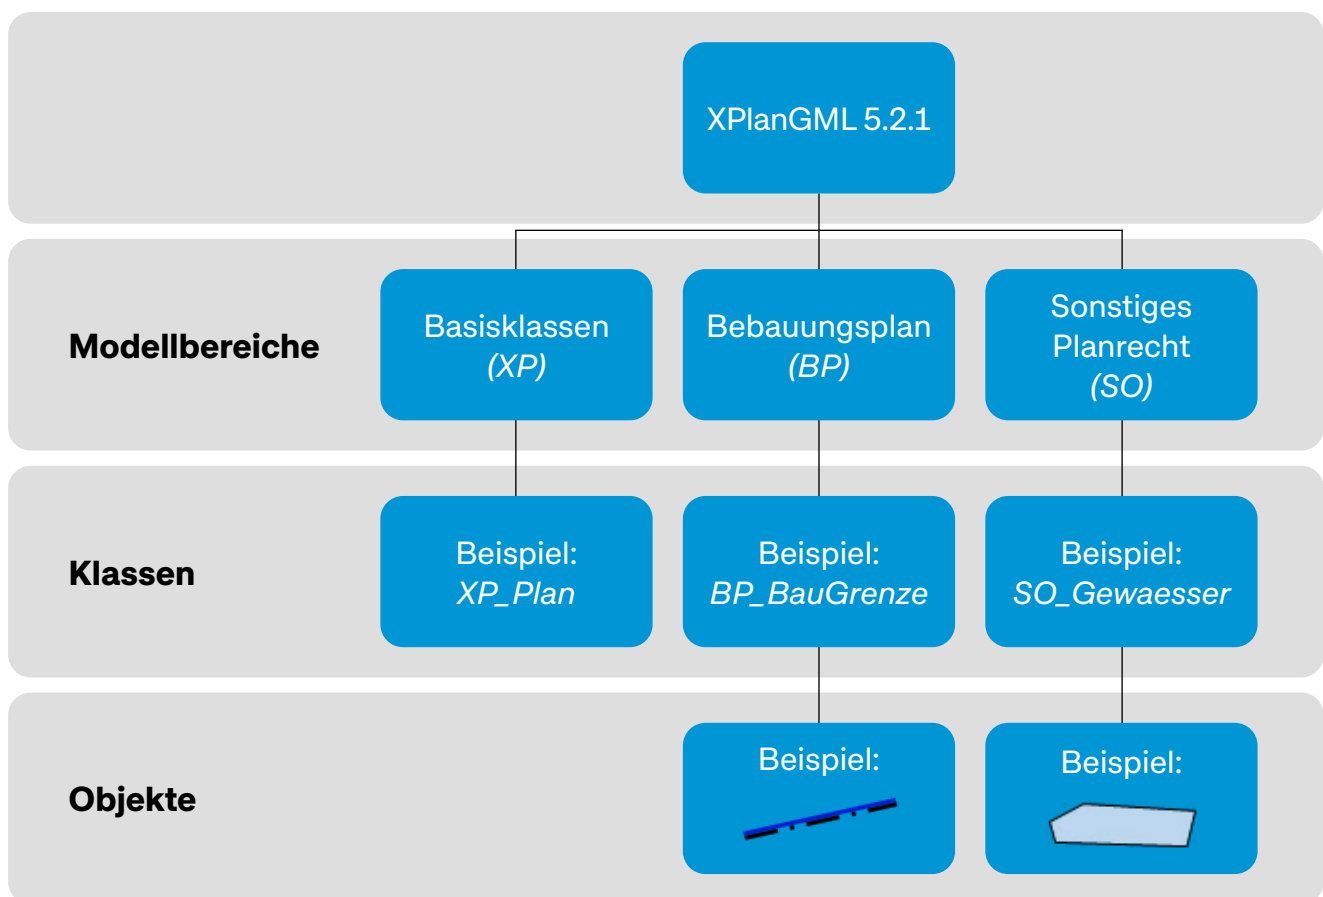 XPlanGML 5.2.1
Modellbereiche
Basisklassen
(XP)
Bebauungsplan
(BP)
Sonstiges
Planrecht
(SO)
Klassen
Beispiel:
XP_Plan
Beispiel:
BP_BauGrenze
Beispiel:
SO_Gewaesser
Objekte
Beispiel:
Beispiel: